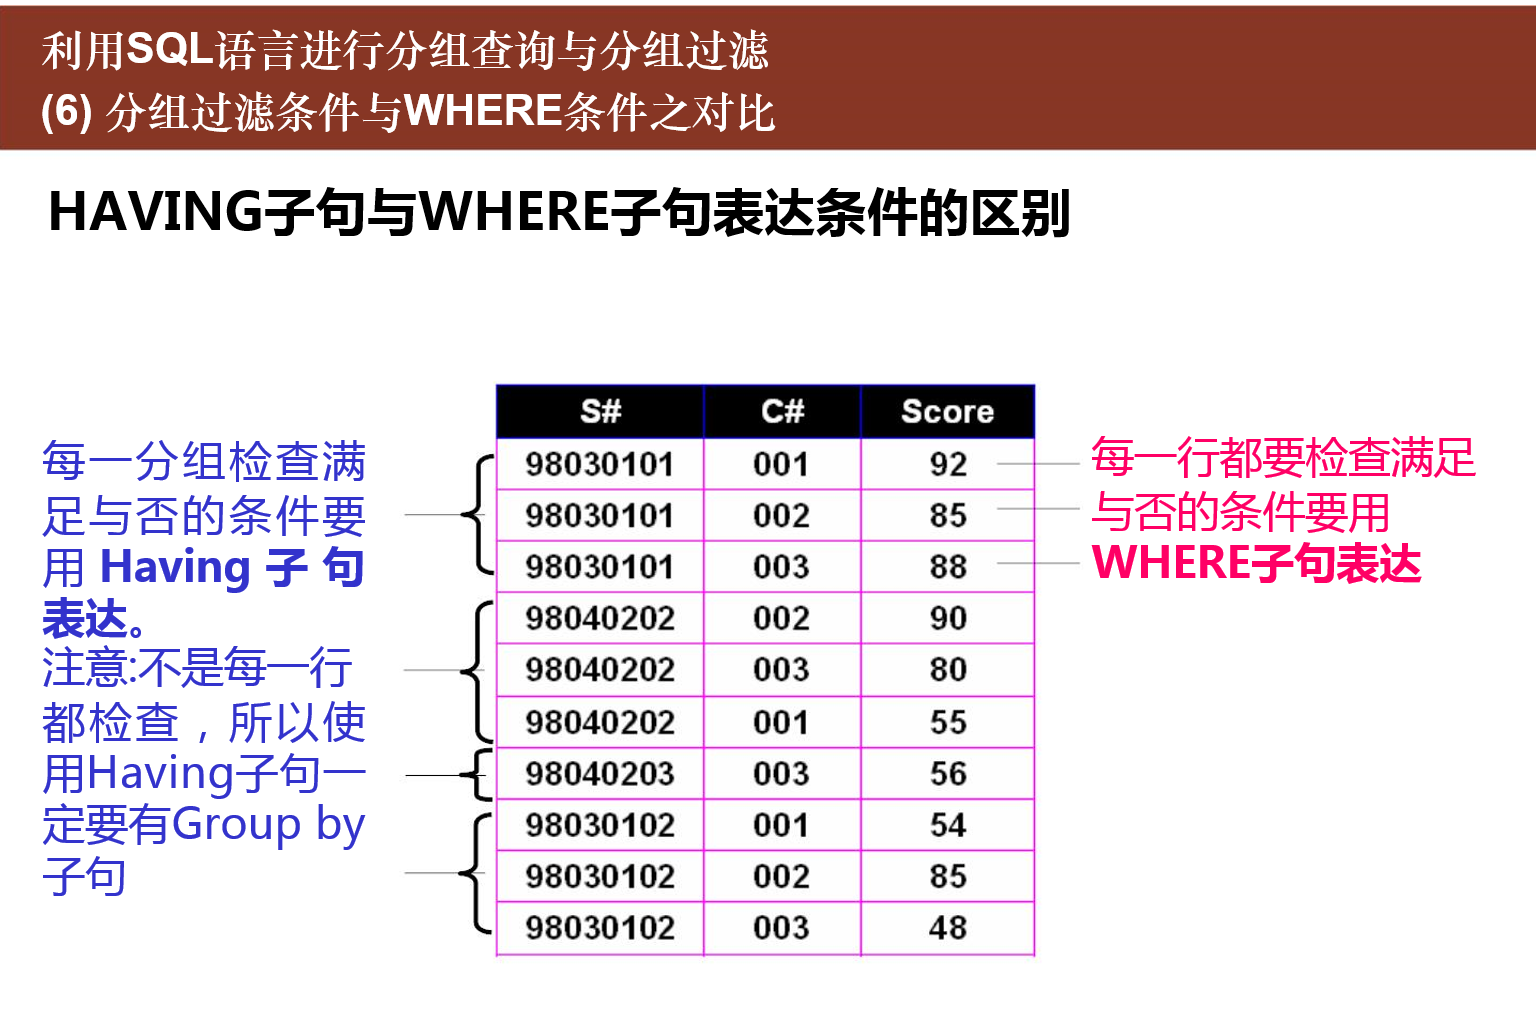 利用SQL语言进行分组查询与分组过滤
(6) 分组过滤条件与WHERE条件之对比
HAVING子句与WHERE子句表达条件的区别
每一分组检查满
足与否的条件要
用 Having 子 句
表达。
注意:不是每一行
都检查，所以使
用Having子句一
定要有Group by
子句
S# C# Score
98030101 001 92
98030101 002 85
98030101 003 88
98040202 002 90
98040202 003 80
98040202 001 55
98040203 003 56
98030102 001 54
98030102 002 85
98030102 003 48
每一行都要检查满足
与否的条件要用
WHERE子句表达